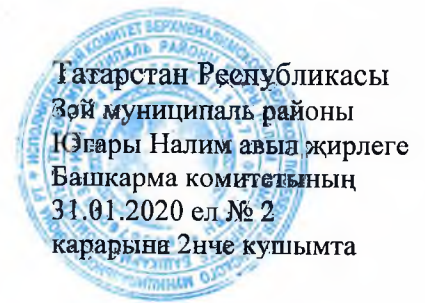 Татарстан Республикасы
Зәй муниципаль районы
Югары Налим авыл җирлеге
Башкарма комитетының
31.01.2020 ел № 2
карарына 2нче кушымта